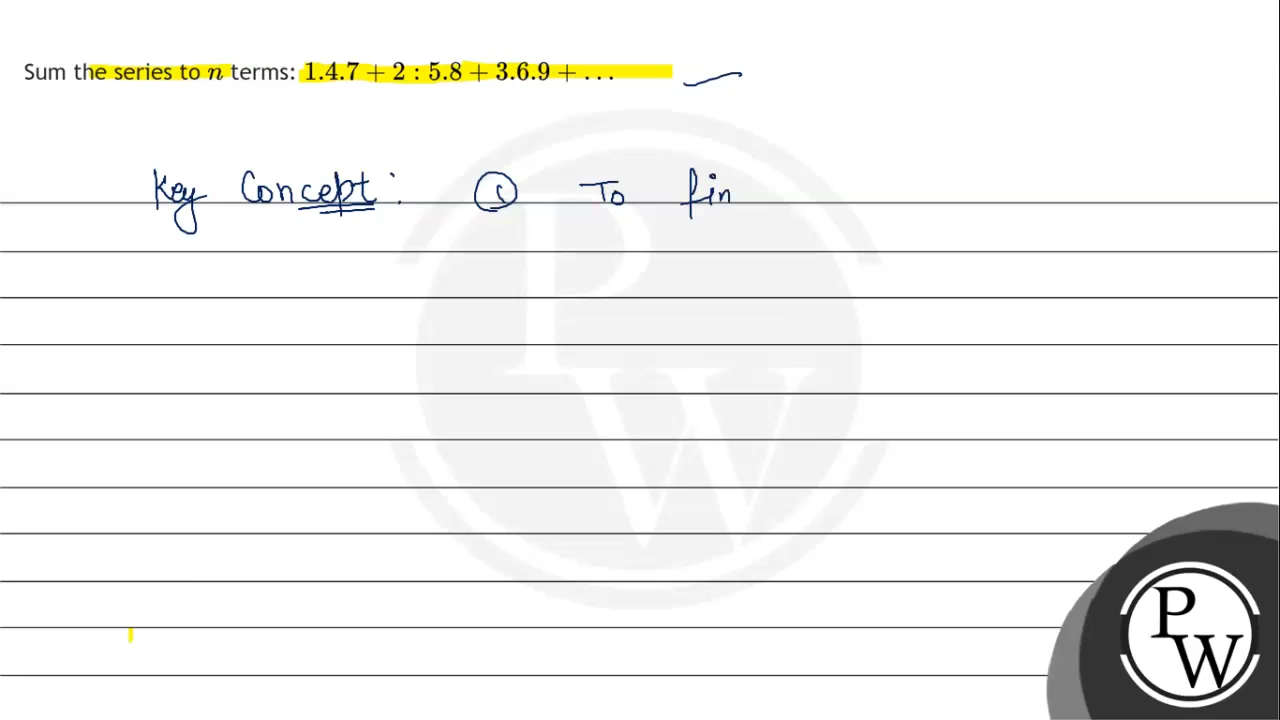 Sum the series to n terms: 1.4.7 + 2 : 5.8 + 3.6.9 + ...
Key Concept: ① To fin
P
W
P
W